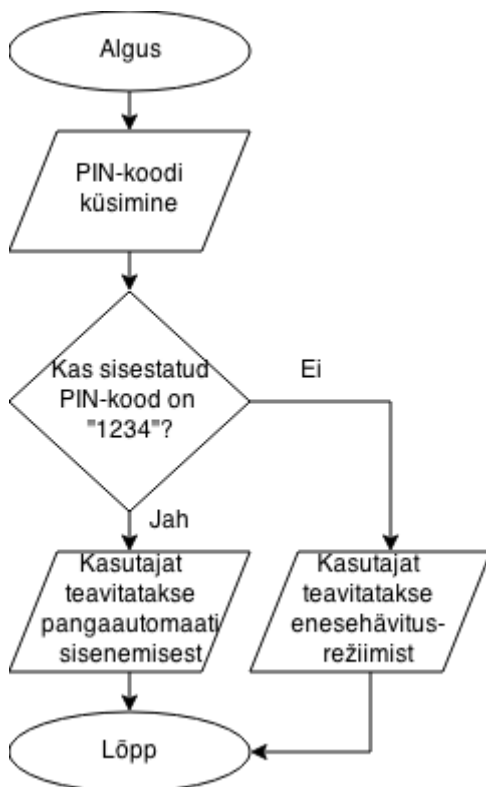 Algus
PIN-koodi
küsimine
Kas sisestatud
PIN-kood on
"1234"?
Ei
Jah
Kasutajat
teavitatakse
pangaautomaati
sisenemisest
Kasutajat
teavitatakse
enesehävitus-
režiimist
Lõpp